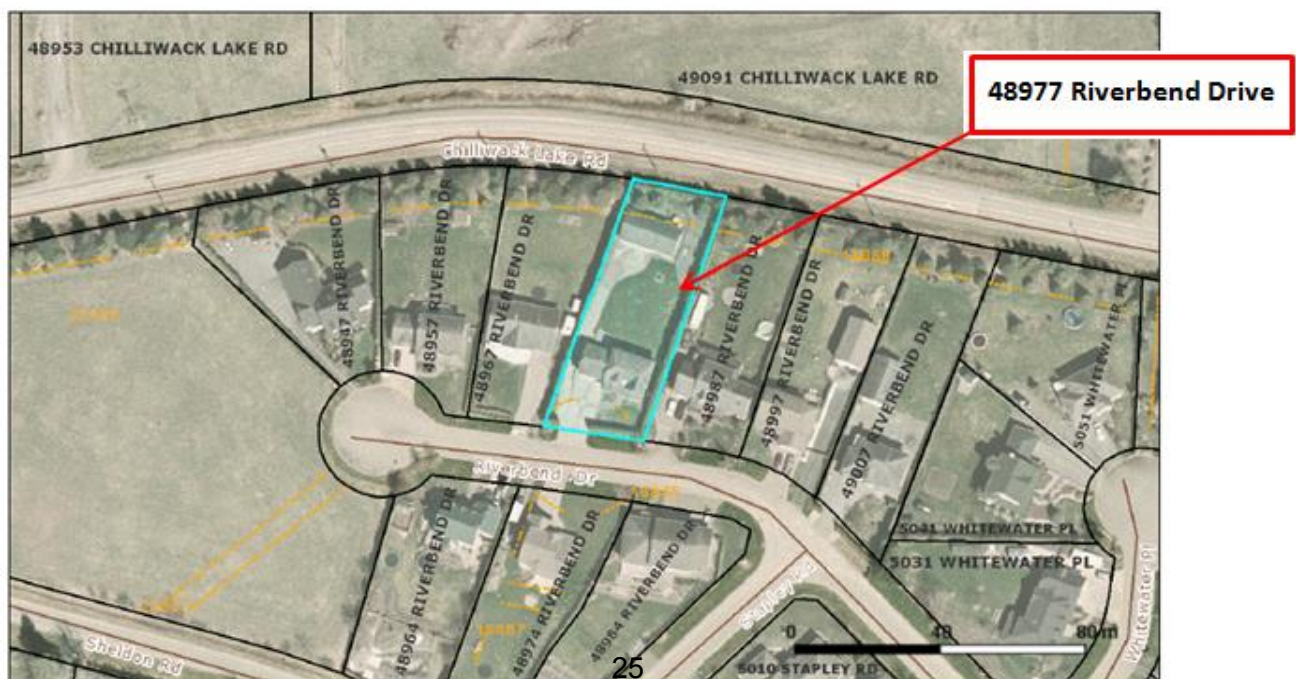 48953 CHILLIWACK LAKE RD
49091 CHILLIWACK LAKE RD
48977 Riverbend Drive
Chilliwack Lake Rd
48947 RIVERBEND DR
48957 RIVERBEND DR
48967 RIVERBEND DR
48987 RIVERBEND DR
48997 RIVERBEND DR
49007 RIVERBEND DR
5051 WHITEWATER PL
Riverbend Dr
5041 WHITEWATER PL
5031 WHITEWATER PL
48964 RIVERBEND DR
48974 RIVERBEND DR
48984 RIVERBEND DR
Stapley Rd
Whitewater Pl
Sheldon Rd
0 40 80 m
5010 STAPLEY RD
25